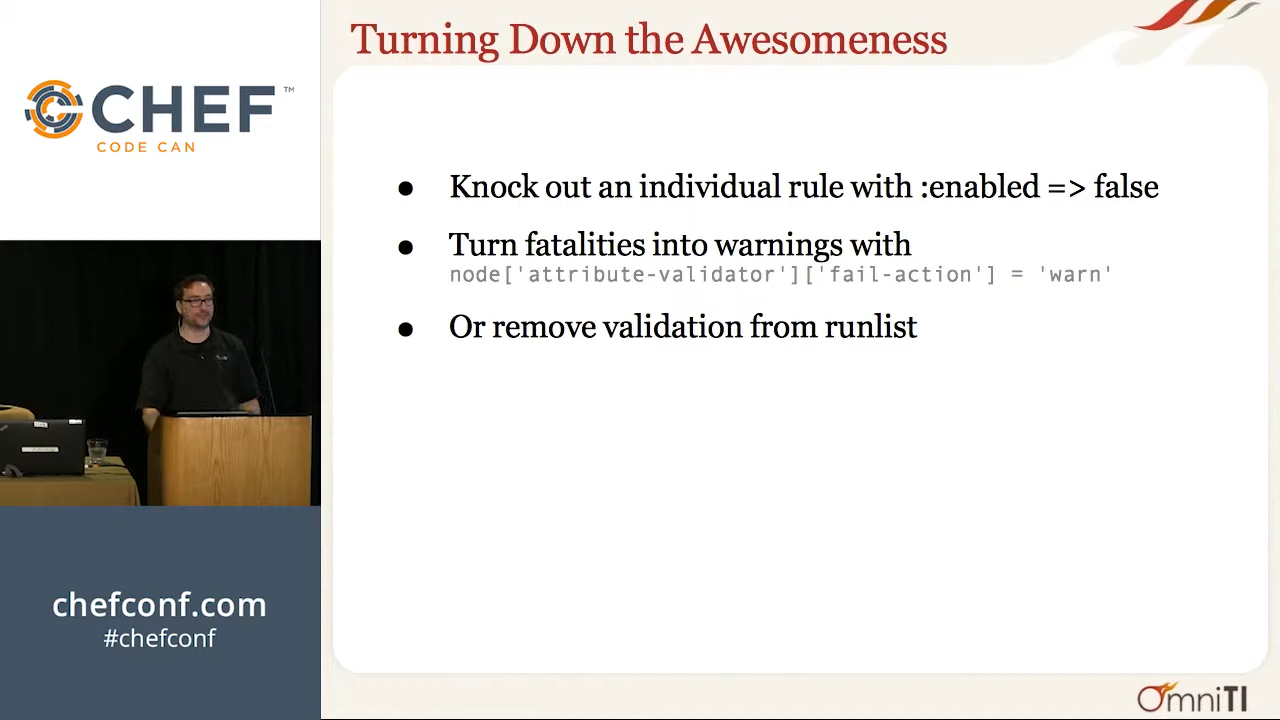 CHEF™
CODE CAN
chefconf.com
#chefconf
Turning Down the Awesomeness
● Knock out an individual rule with :enabled => false
● Turn fatalities into warnings with
node['attribute-validator']['fail-action'] = 'warn'
● Or remove validation from runlist
OmniTI